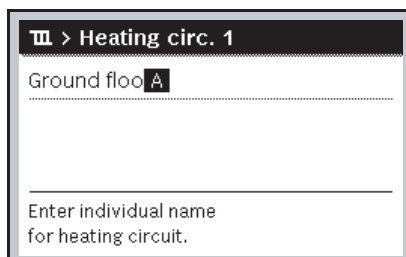 > Heating circ. 1
Ground flooA
Enter individual name
for heating circuit.